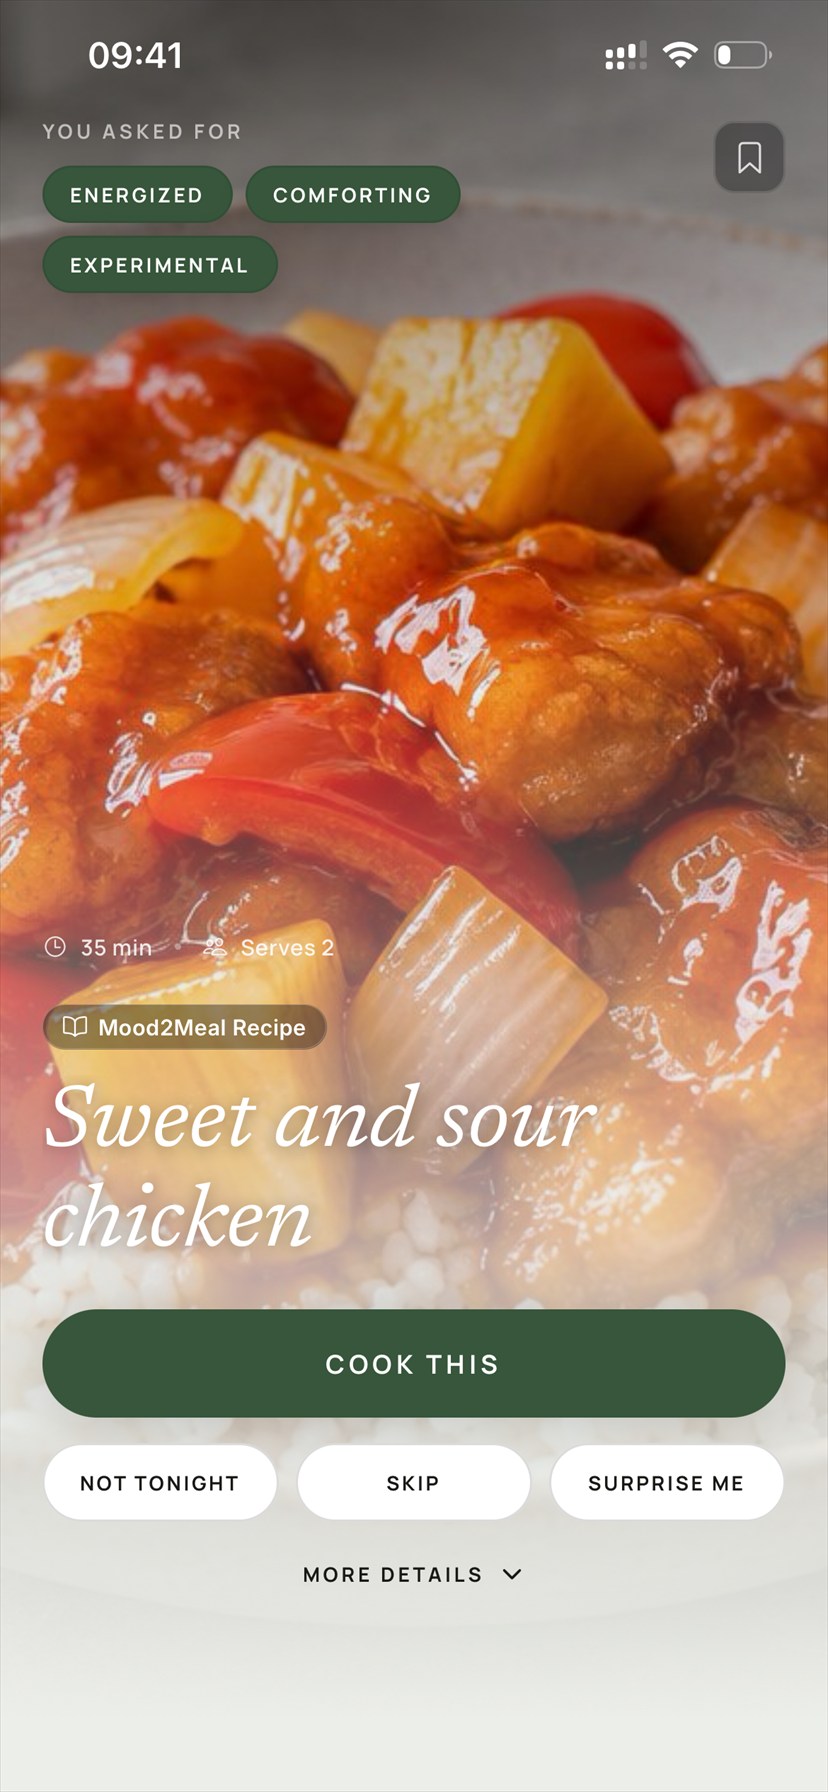 09:41
YOU ASKED FOR
ENERGIZED COMFORTING
EXPERIMENTAL
35 min • Serves 2
Mood2Meal Recipe
Sweet and sour
chicken
COOK THIS
NOT TONIGHT SKIP SURPRISE ME
MORE DETAILS